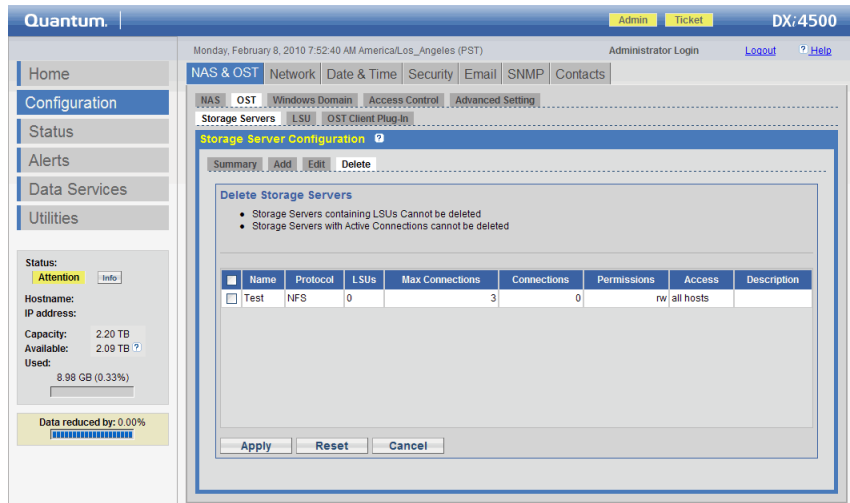 Quantum.
Admin Ticket
DXi4500
Monday, February 8, 2010 7:52:40 AM America/Los_Angeles (PST)
Administrator Login
Logout
? Help
Home
Configuration
Status
Alerts
Data Services
Utilities
Status:
Attention Info
Hostname:
IP address:
Capacity: 2.20 TB
Available: 2.09 TB ?
Used:
8.98 GB (0.33%)
Data reduced by: 0.00%
NAS & OST Network Date & Time Security Email SNMP Contacts
NAS OST Windows Domain Access Control Advanced Setting
Storage Servers LSU OST Client Plug-In
Storage Server Configuration ?
Summary Add Edit Delete
Delete Storage Servers
• Storage Servers containing LSUs Cannot be deleted
• Storage Servers with Active Connections cannot be deleted
Name Protocol LSUs Max Connections Connections Permissions Access Description
Test NFS 0 3 0 rw all hosts
Apply Reset Cancel